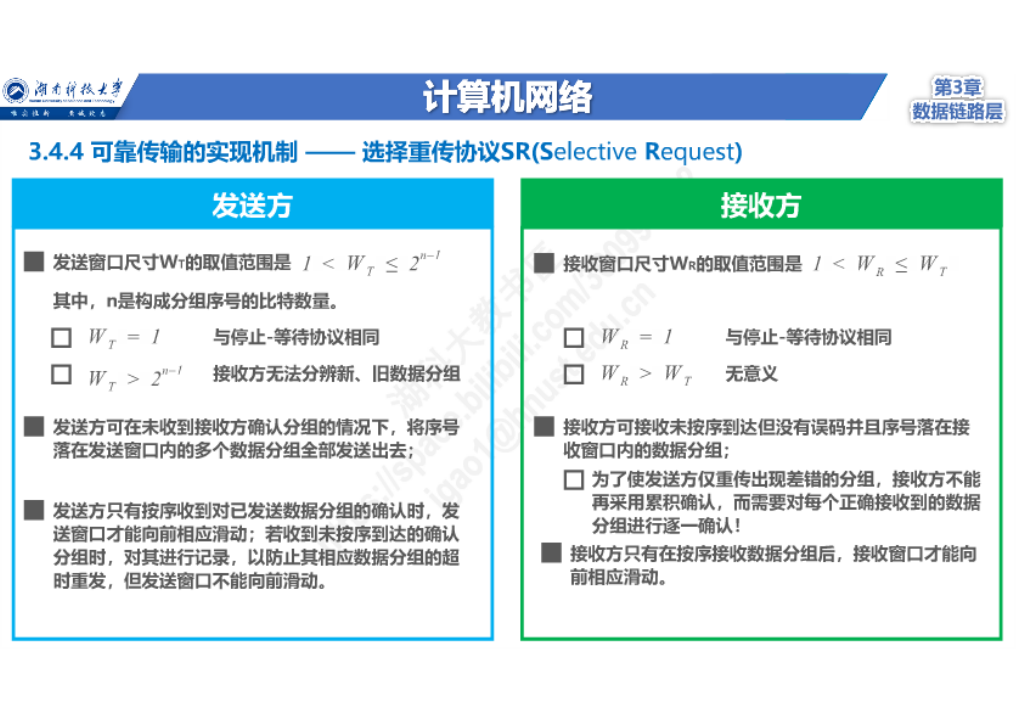 湖南科技大学
计算机网络
第3章
数据链路层
3.4.4 可靠传输的实现机制 —— 选择重传协议SR(Selective Request)
发送方
发送窗口尺寸WT的取值范围是 1 < W_T ≤ 2^{n-1}
其中，n是构成分组序号的比特数量。
W_T = 1 与停止-等待协议相同
W_T > 2^{n-1} 接收方无法分辨新、旧数据分组
发送方可在未收到接收方确认分组的情况下，将序号
落在发送窗口内的多个数据分组全部发送出去；
发送方只有按序收到对已发送数据分组的确认时，发
送窗口才能向前相应滑动；若收到未按序到达的确认
分组时，对其进行记录，以防止其相应数据分组的超
时重发，但发送窗口不能向前滑动。
接收方
接收窗口尺寸WR的取值范围是 1 < W_R ≤ W_T
W_R = 1 与停止-等待协议相同
W_R > W_T 无意义
接收方可接收未按序到达但没有误码并且序号落在接
收窗口内的数据分组；
为了使发送方仅重传出现差错的分组，接收方不能
再采用累积确认，而需要对每个正确接收到的数据
分组进行逐一确认！
接收方只有在按序接收数据分组后，接收窗口才能向
前相应滑动。